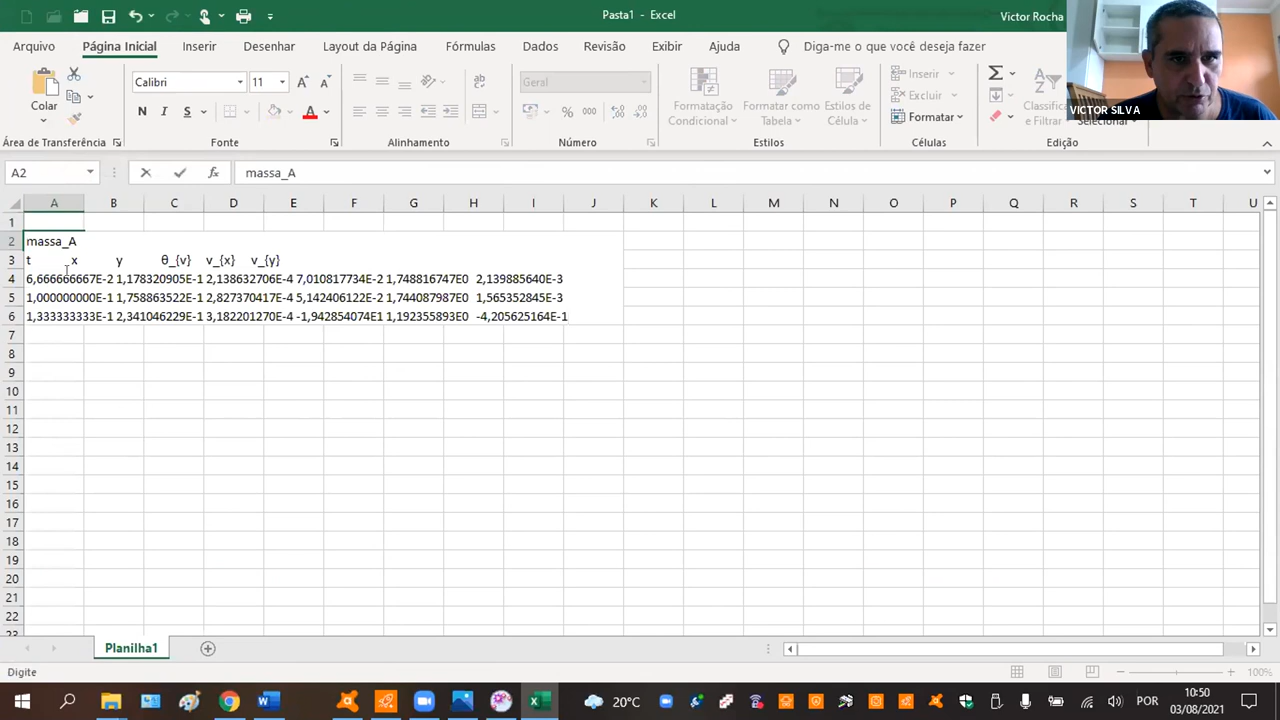 Pasta1 - Excel
Victor Rocha
Arquivo Página Inicial Inserir Desenhar Layout da Página Fórmulas Dados Revisão Exibir Ajuda Diga-me o que você deseja fazer
Colar
Calibri 11
N I S
Geral
Formatação Condicional
Formatar como Tabela
Estilos de Célula
Inserir
Excluir
Formatar
Classifica
e Filtrar
Selecionar
VICTOR SILVA
Área de Transferência Fonte Alinhamento Número Estilos Células Edição
A2 fx massa_A
A B C D E F G H I J K L M N O P Q R S T U
1
2 massa_A
3 t x y θ_{v} v_{x} v_{y}
4 6,666666667E-2 1,178320905E-1 2,138632706E-4 7,010817734E-2 1,748816747E0 2,139885640E-3
5 1,000000000E-1 1,758863522E-1 2,827370417E-4 5,142406122E-2 1,744087987E0 1,565352845E-3
6 1,333333333E-1 2,341046229E-1 3,182201270E-4 -1,942854074E1 1,192355893E0 -4,205625164E-1
7
8
9
10
11
12
13
14
15
16
17
18
19
20
21
22
23
Planilha1
Digite
100%
20°C
POR
10:50
03/08/2021